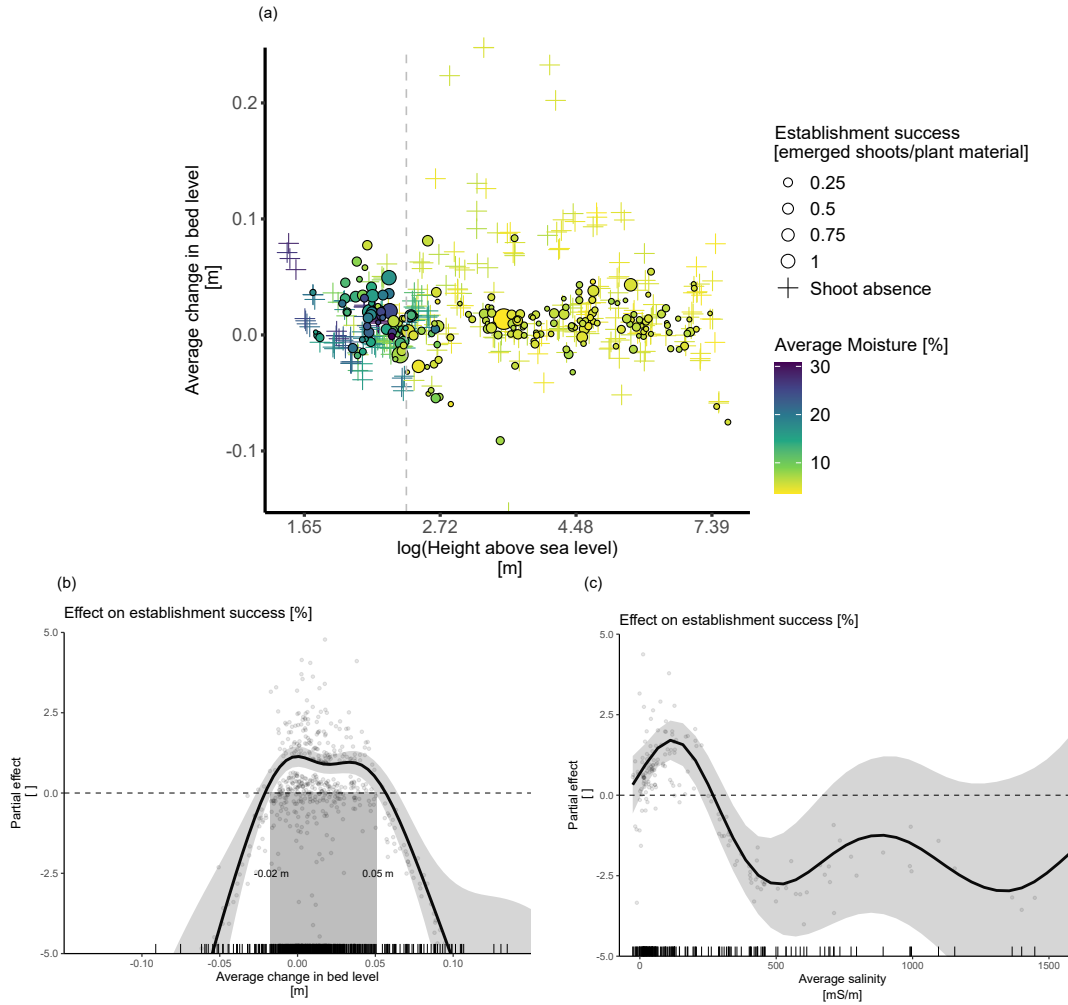 (a)
0.2
0.1
0.0
-0.1
Average change in bed level
[m]
1.65 2.72 4.48 7.39
log(Height above sea level)
[m]
Establishment success
[emerged shoots/plant material]
0.25
0.5
0.75
1
Shoot absence
Average Moisture [%]
30
20
10
(b)
Effect on establishment success [%]
5.0
2.5
0.0
-2.5
-5.0
Partial effect
[ ]
-0.02 m 0.05 m
-0.10 -0.05 0.00 0.05 0.10
Average change in bed level
[m]
(c)
Effect on establishment success [%]
5.0
2.5
0.0
-2.5
-5.0
Partial effect
[ ]
0 500 1000 1500
Average salinity
[mS/m]